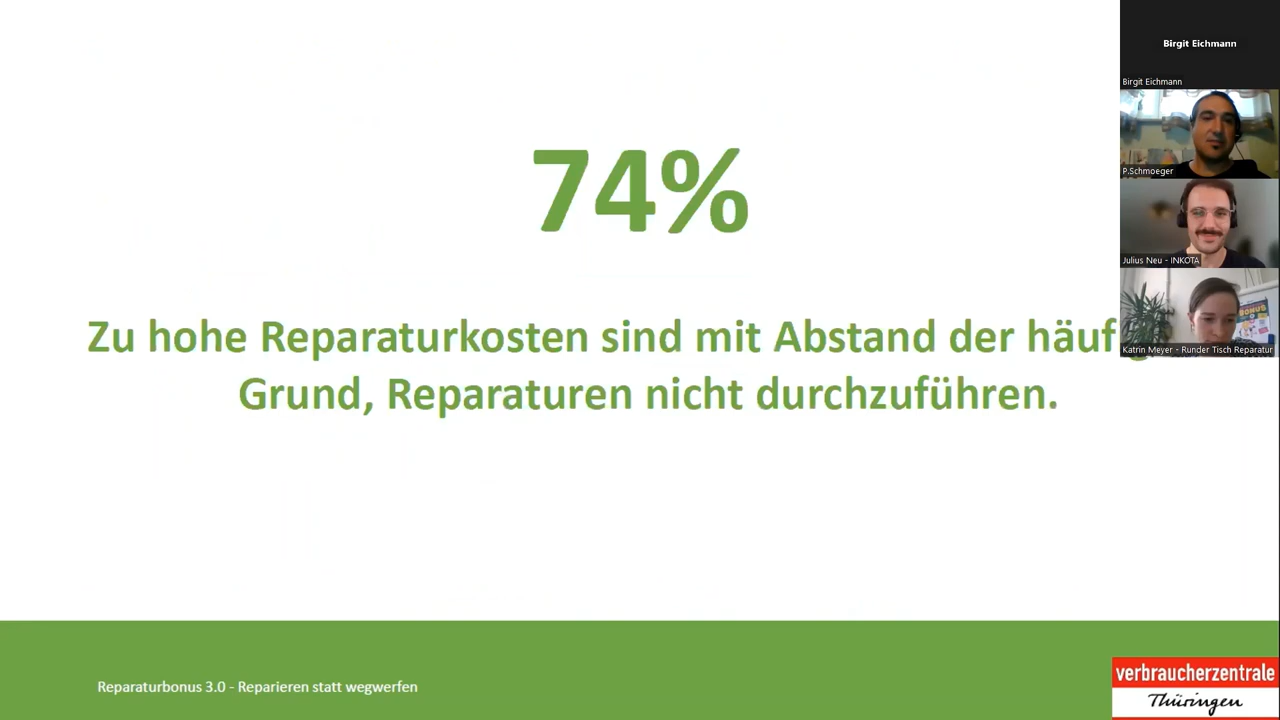 74%
Zu hohe Reparaturkosten sind mit Abstand der
Grund, Reparaturen nicht durchzuführen.
Reparaturbonus 3.0 - Reparieren statt wegwerfen
verbraucherzentrale
Thüringen
Birgit Eichmann
Birgit Eichmann
P.Schmoeger
Julius Neu - INKOTA
BONUS
Katrin Meyer - Runder Tisch Reparatur